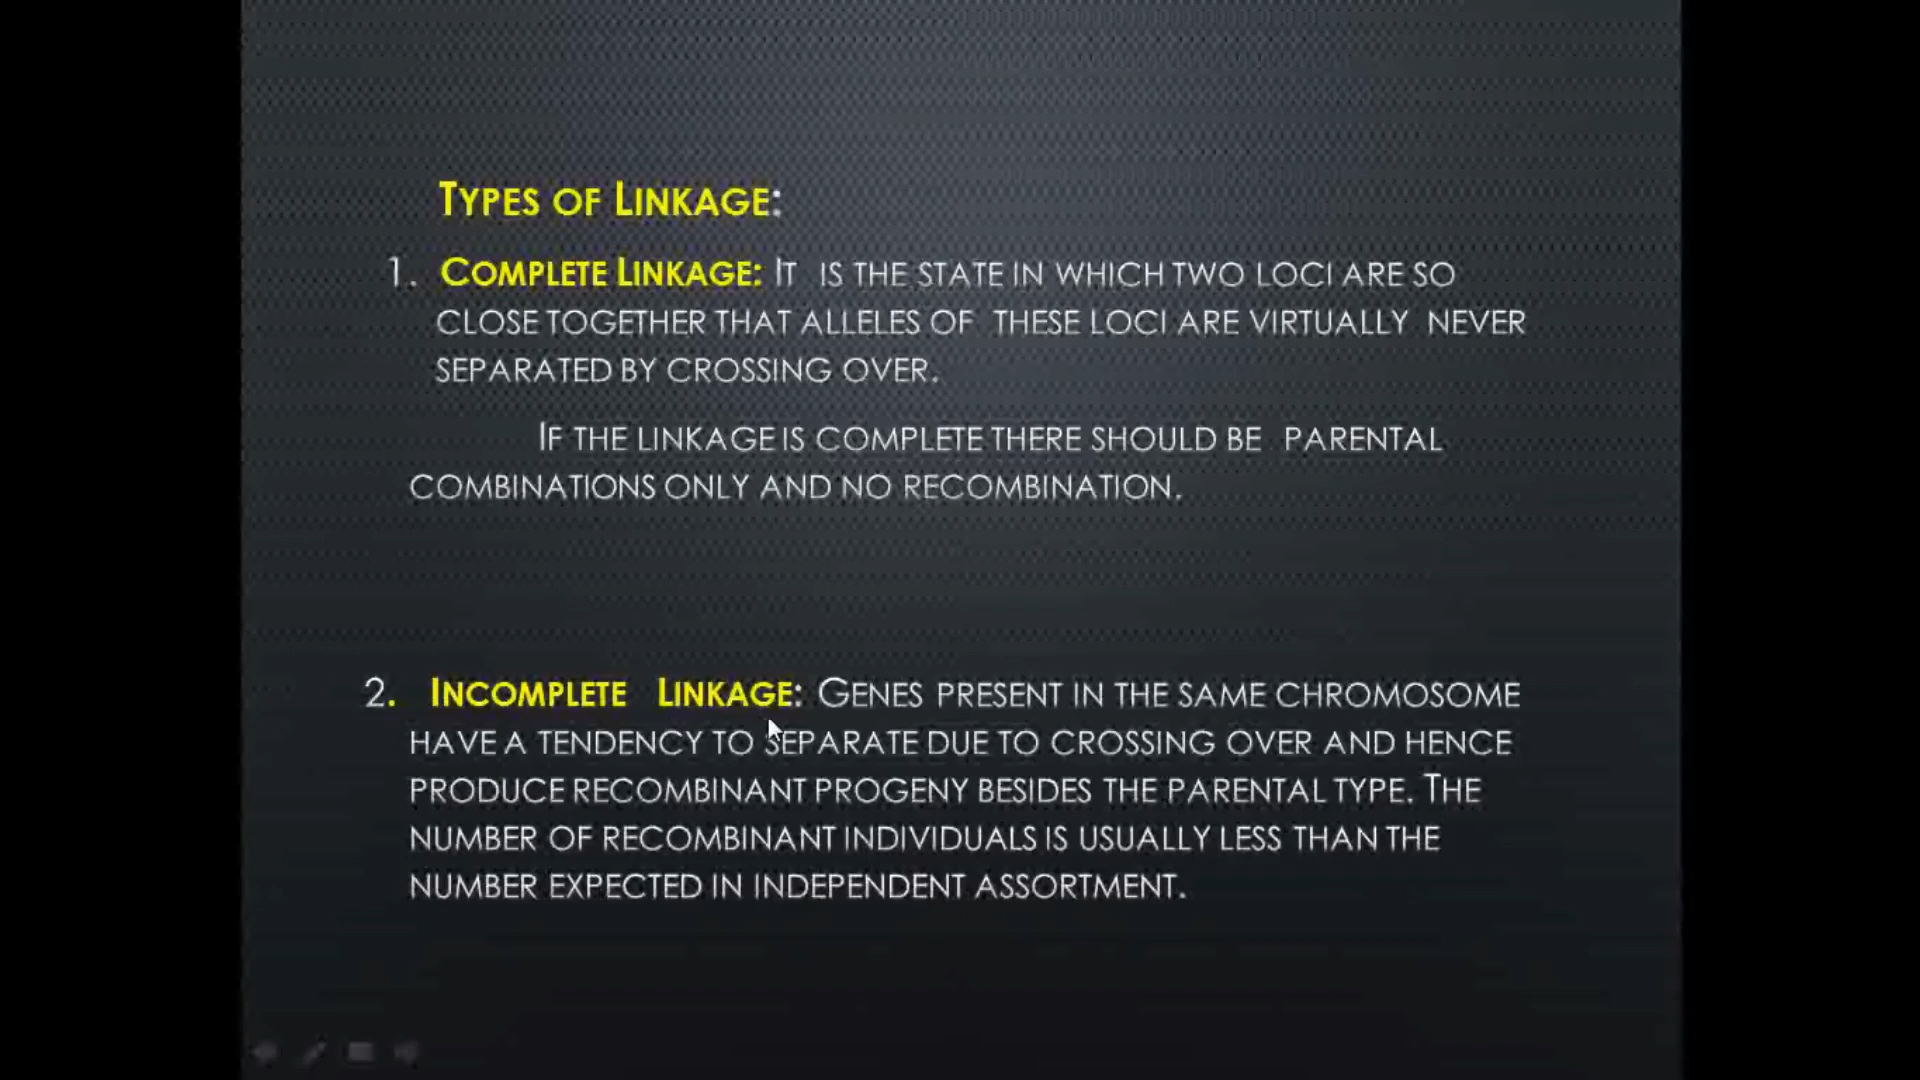 TYPES OF LINKAGE:
1. COMPLETE LINKAGE: IT IS THE STATE IN WHICH TWO LOCI ARE SO
CLOSE TOGETHER THAT ALLELES OF THESE LOCI ARE VIRTUALLY NEVER
SEPARATED BY CROSSING OVER.
IF THE LINKAGE IS COMPLETE THERE SHOULD BE PARENTAL
COMBINATIONS ONLY AND NO RECOMBINATION.
2. INCOMPLETE LINKAGE: GENES PRESENT IN THE SAME CHROMOSOME
HAVE A TENDENCY TO SEPARATE DUE TO CROSSING OVER AND HENCE
PRODUCE RECOMBINANT PROGENY BESIDES THE PARENTAL TYPE. THE
NUMBER OF RECOMBINANT INDIVIDUALS IS USUALLY LESS THAN THE
NUMBER EXPECTED IN INDEPENDENT ASSORTMENT.